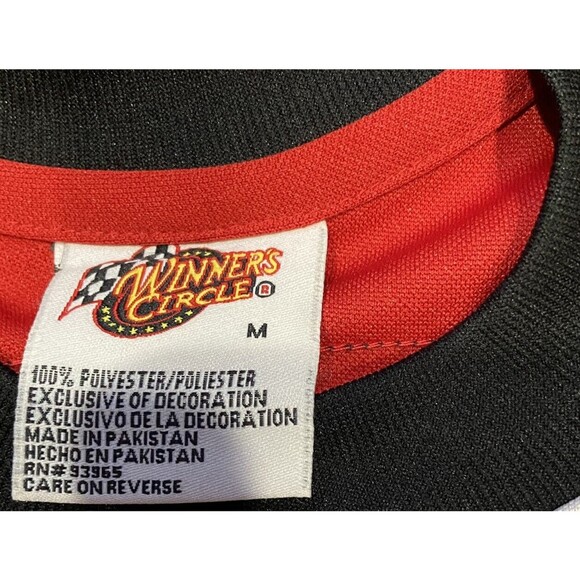 WINNER'S
CIRCLE®
M
100% POLYESTER/POLIESTER
EXCLUSIVE OF DECORATION
EXCLUSIVO DE LA DECORATION
MADE IN PAKISTAN
HECHO EN PAKISTAN
RN# 93965
CARE ON REVERSE